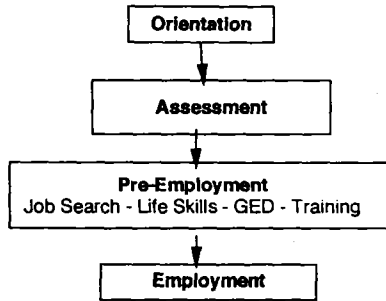 Orientation
Assessment
Pre-Employment
Job Search - Life Skills - GED - Training
Employment